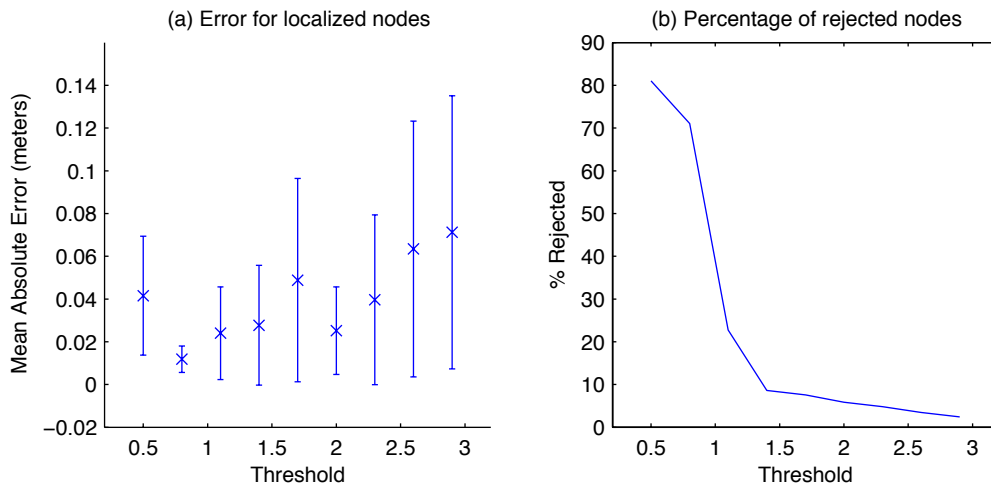 (a) Error for localized nodes
Mean Absolute Error (meters)
0.14
0.12
0.1
0.08
0.06
0.04
0.02
0
−0.02
0.5 1 1.5 2 2.5 3
Threshold
(b) Percentage of rejected nodes
% Rejected
90
80
70
60
50
40
30
20
10
0
0.5 1 1.5 2 2.5 3
Threshold